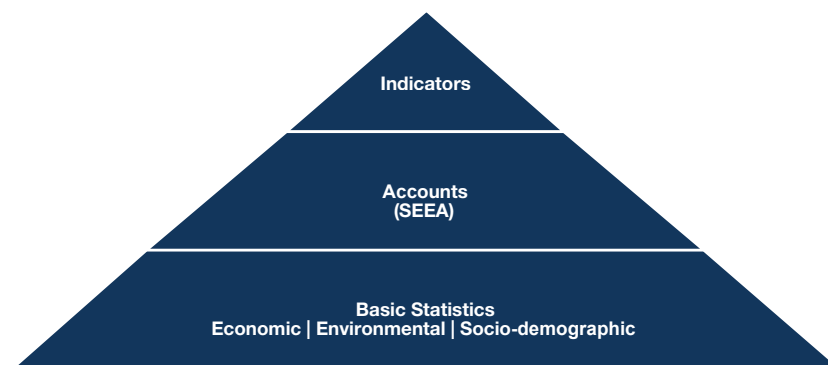 Indicators
Accounts
(SEEA)
Basic Statistics
Economic | Environmental | Socio-demographic